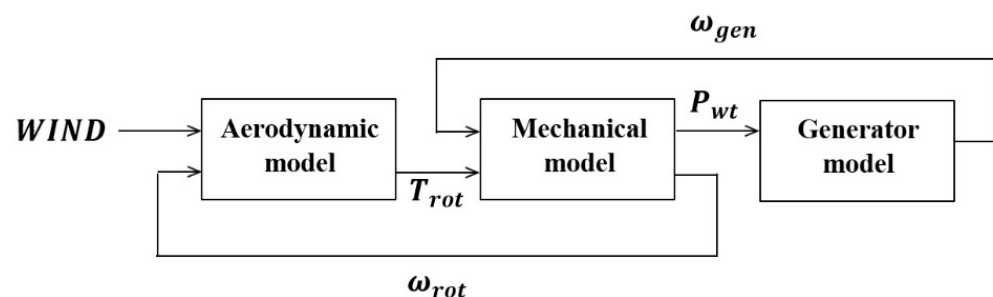 ω_gen
WIND
Aerodynamic
model
T_rot
Mechanical
model
P_wt
Generator
model
ω_rot